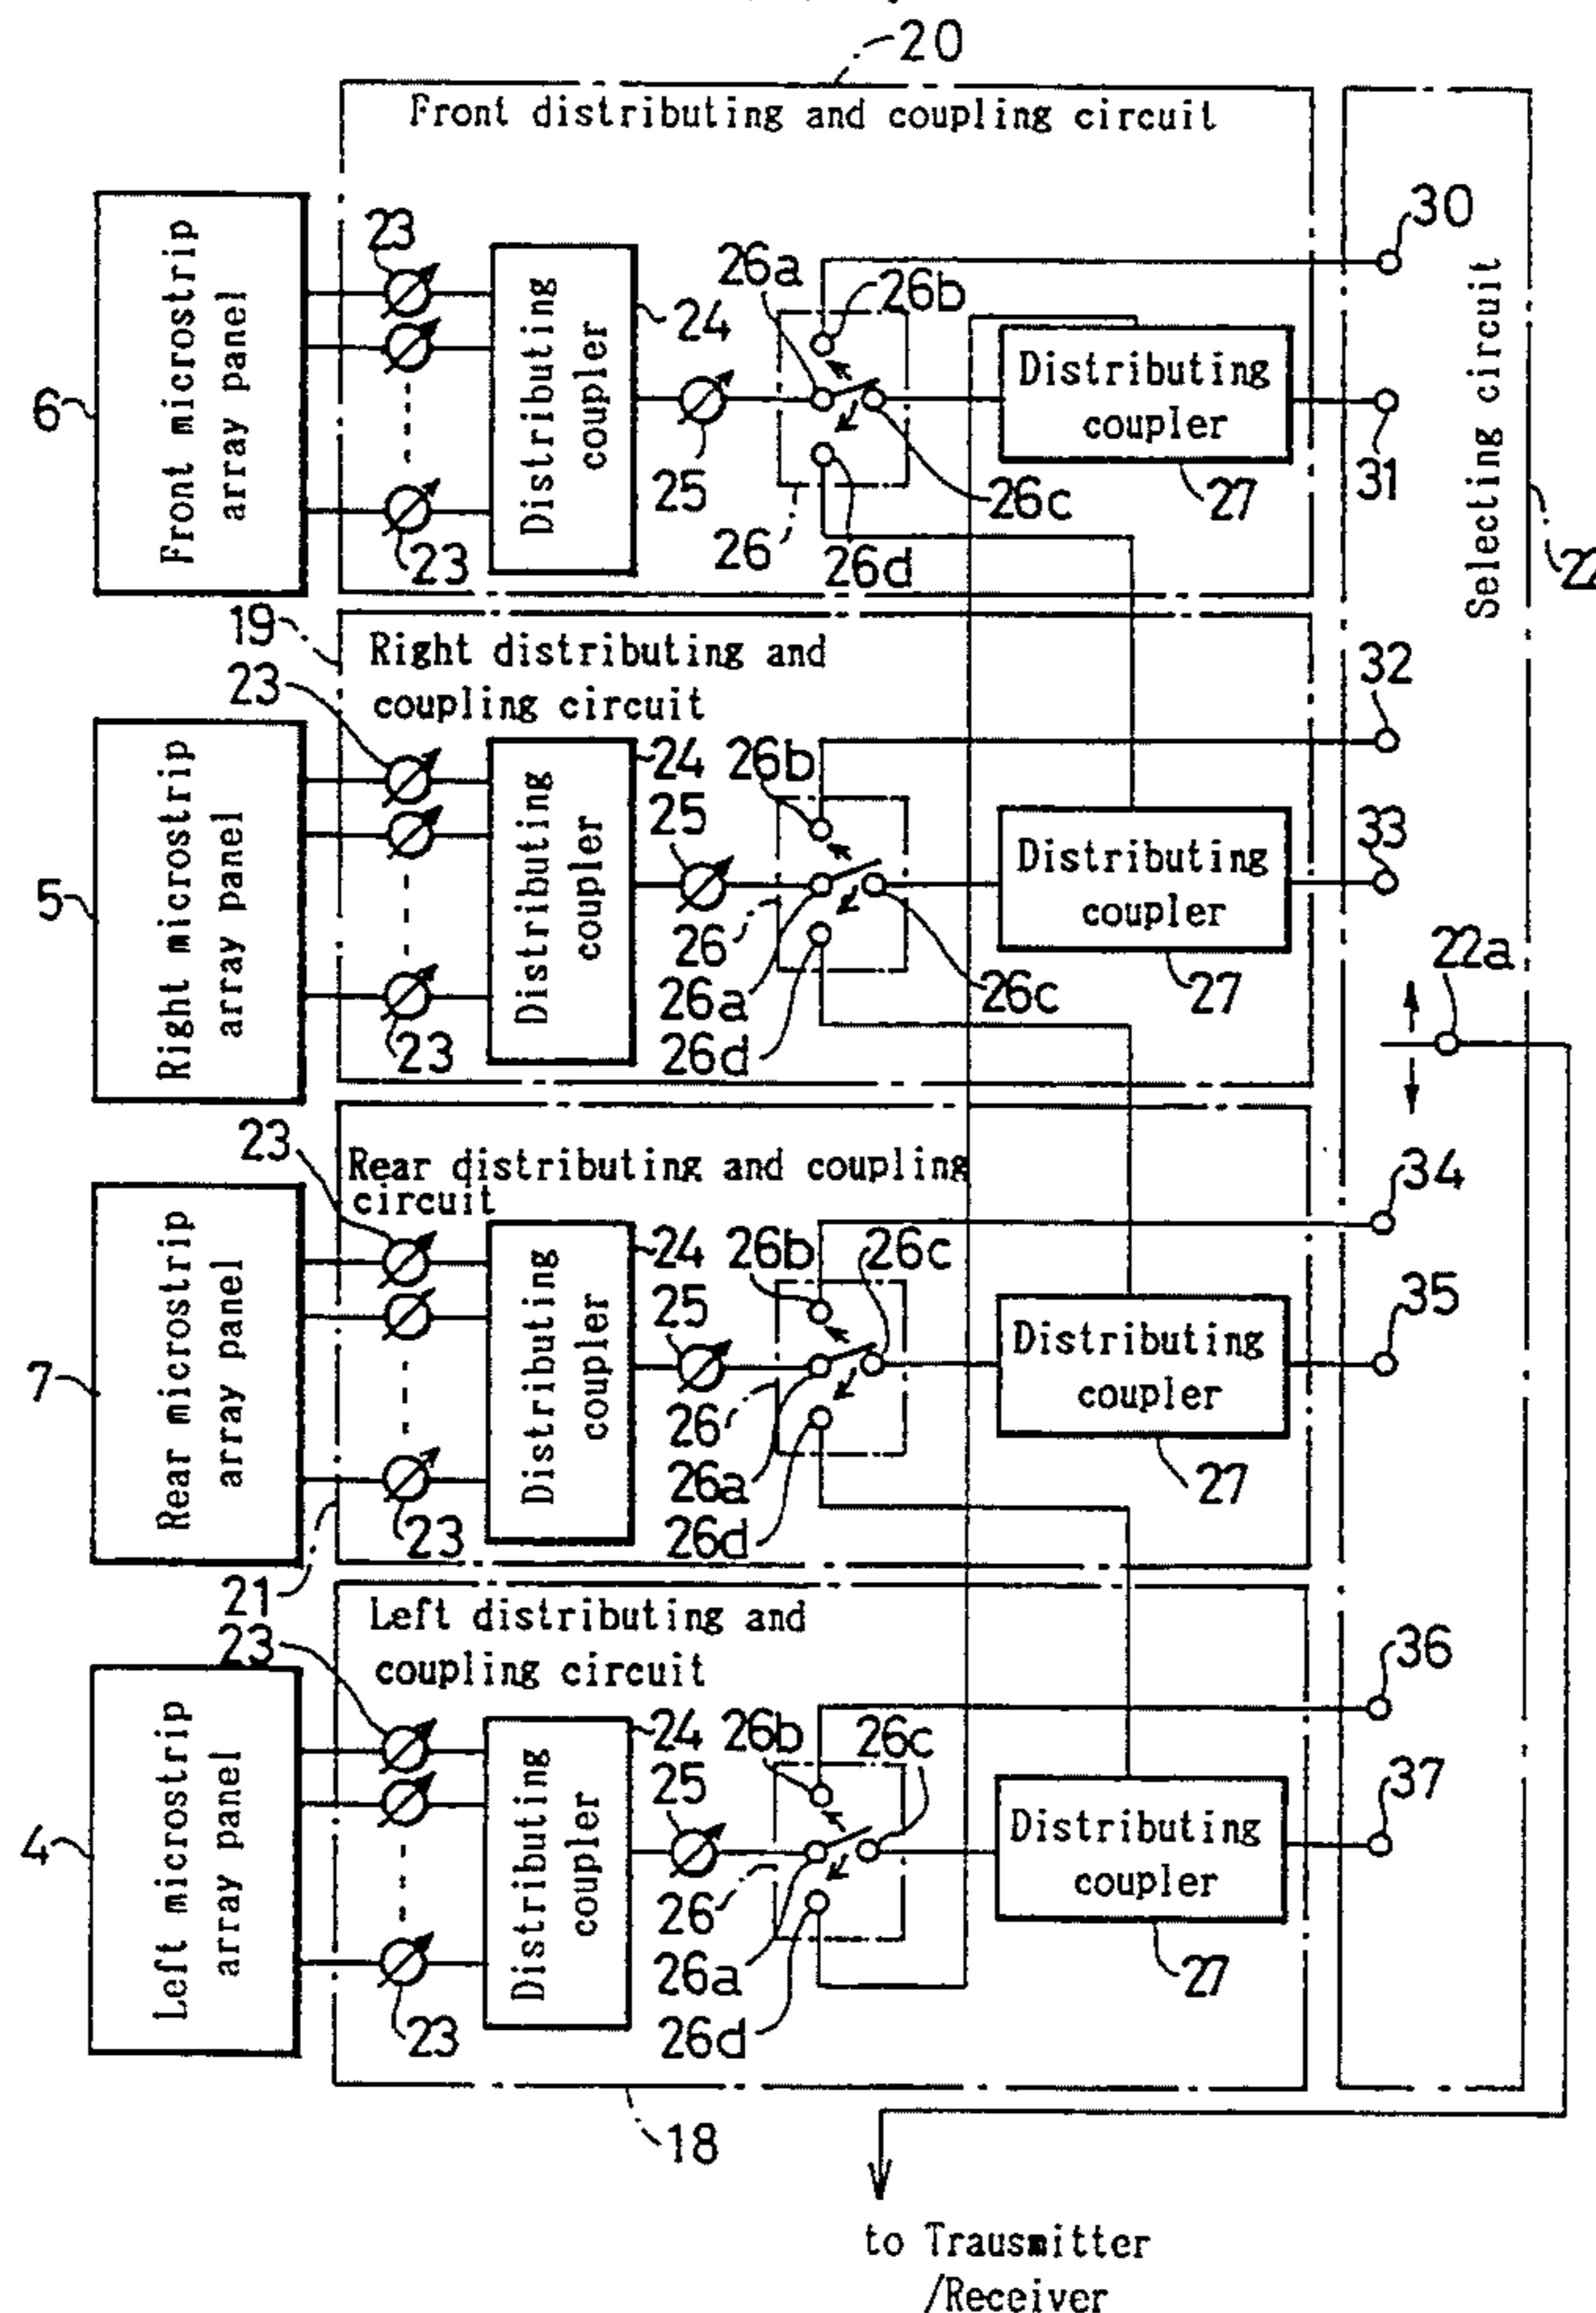 20
Front distributing and coupling circuit
Front microstrip
array panel
6
23
23
Distributing
coupler
24
25
26a
26b
26
26c
26d
Distributing
coupler
27
30
31
Selecting circuit
22
19
Right distributing and
coupling circuit
23
Right microstrip
array panel
5
23
Distributing
coupler
24
25
26b
26
26a
26c
26d
Distributing
coupler
27
32
33
22a
23
Rear distributing and coupling
circuit
Rear microstrip
array panel
7
23
21
Distributing
coupler
24
25
26b
26c
26
26a
26d
Distributing
coupler
27
34
35
Left distributing and
coupling circuit
23
Left microstrip
array panel
4
23
Distributing
coupler
24
25
26b
26c
26
26a
26d
Distributing
coupler
27
36
37
18
to Trausmitter
/Receiver